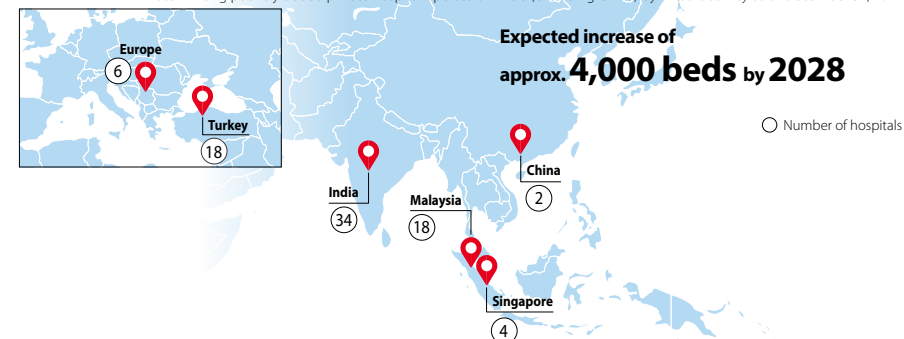 Expected increase of
approx. 4,000 beds by 2028
Number of hospitals
Europe
6
Turkey
18
India
34
Malaysia
18
China
2
Singapore
4